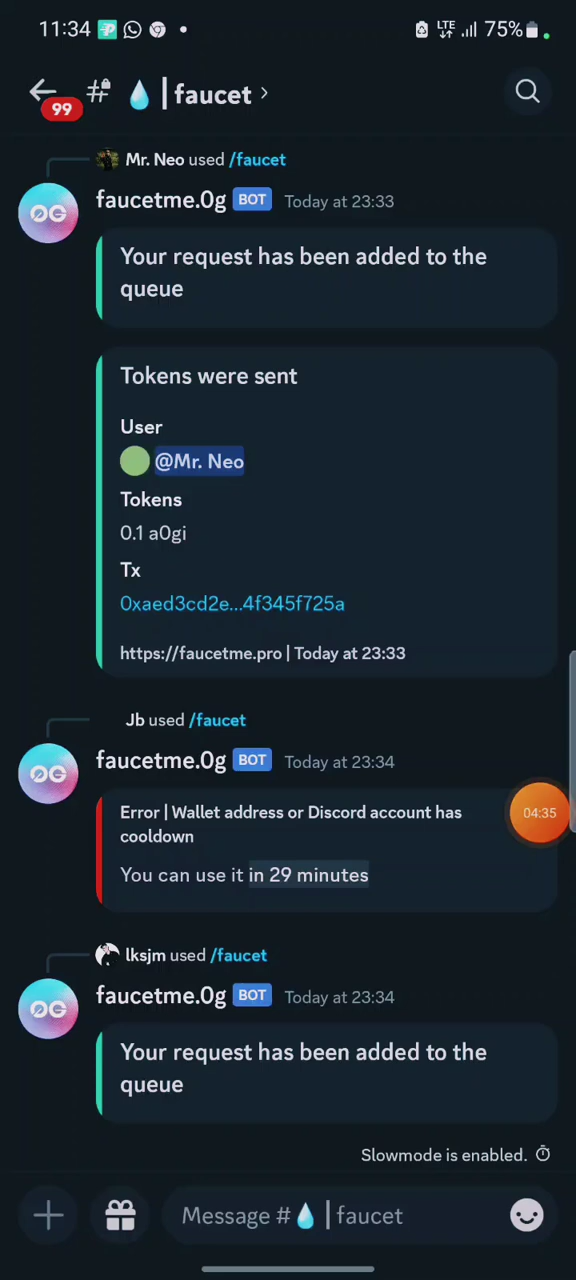 11:34 LTE 75%
99 # 💧 | faucet ›
Mr. Neo used /faucet
faucetme.0g BOT Today at 23:33
Your request has been added to the
queue
Tokens were sent
User
@Mr. Neo
Tokens
0.1 a0gi
Tx
0xaed3cd2e...4f345f725a
https://faucetme.pro | Today at 23:33
Jb used /faucet
faucetme.0g BOT Today at 23:34
Error | Wallet address or Discord account has
cooldown
04:35
You can use it in 29 minutes
lksjm used /faucet
faucetme.0g BOT Today at 23:34
Your request has been added to the
queue
Slowmode is enabled.
Message #💧 | faucet